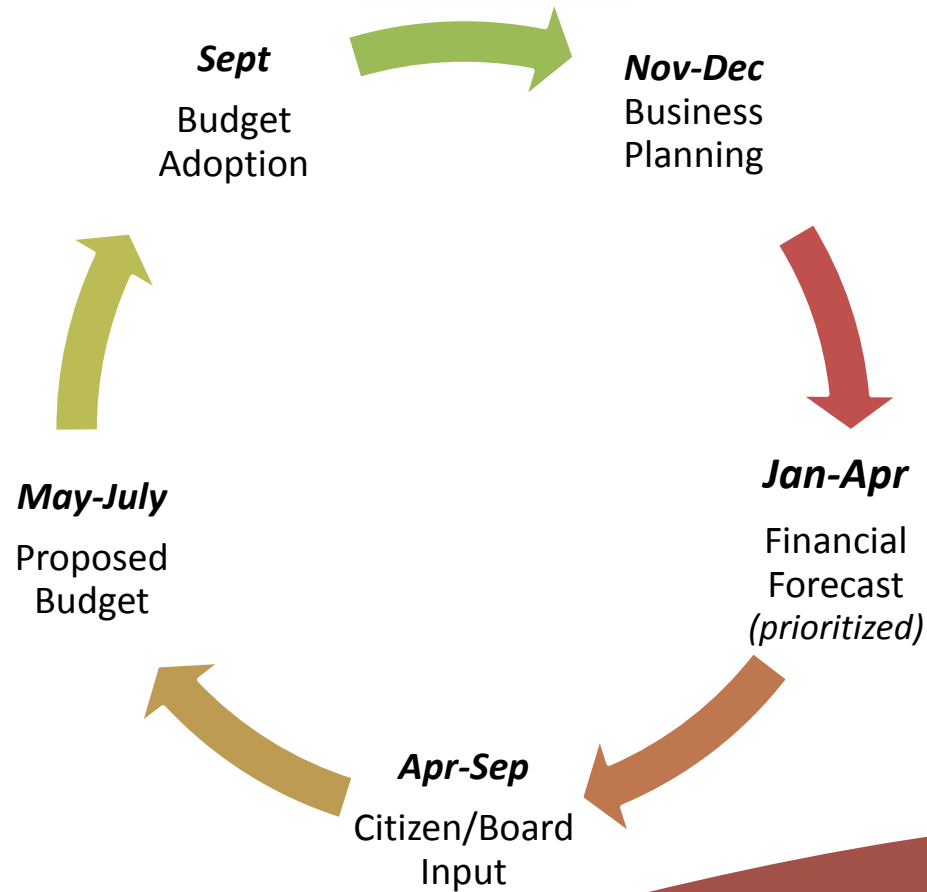 Sept
Budget
Adoption
Nov-Dec
Business
Planning
Jan-Apr
Financial
Forecast
(prioritized)
Apr-Sep
Citizen/Board
Input
May-July
Proposed
Budget